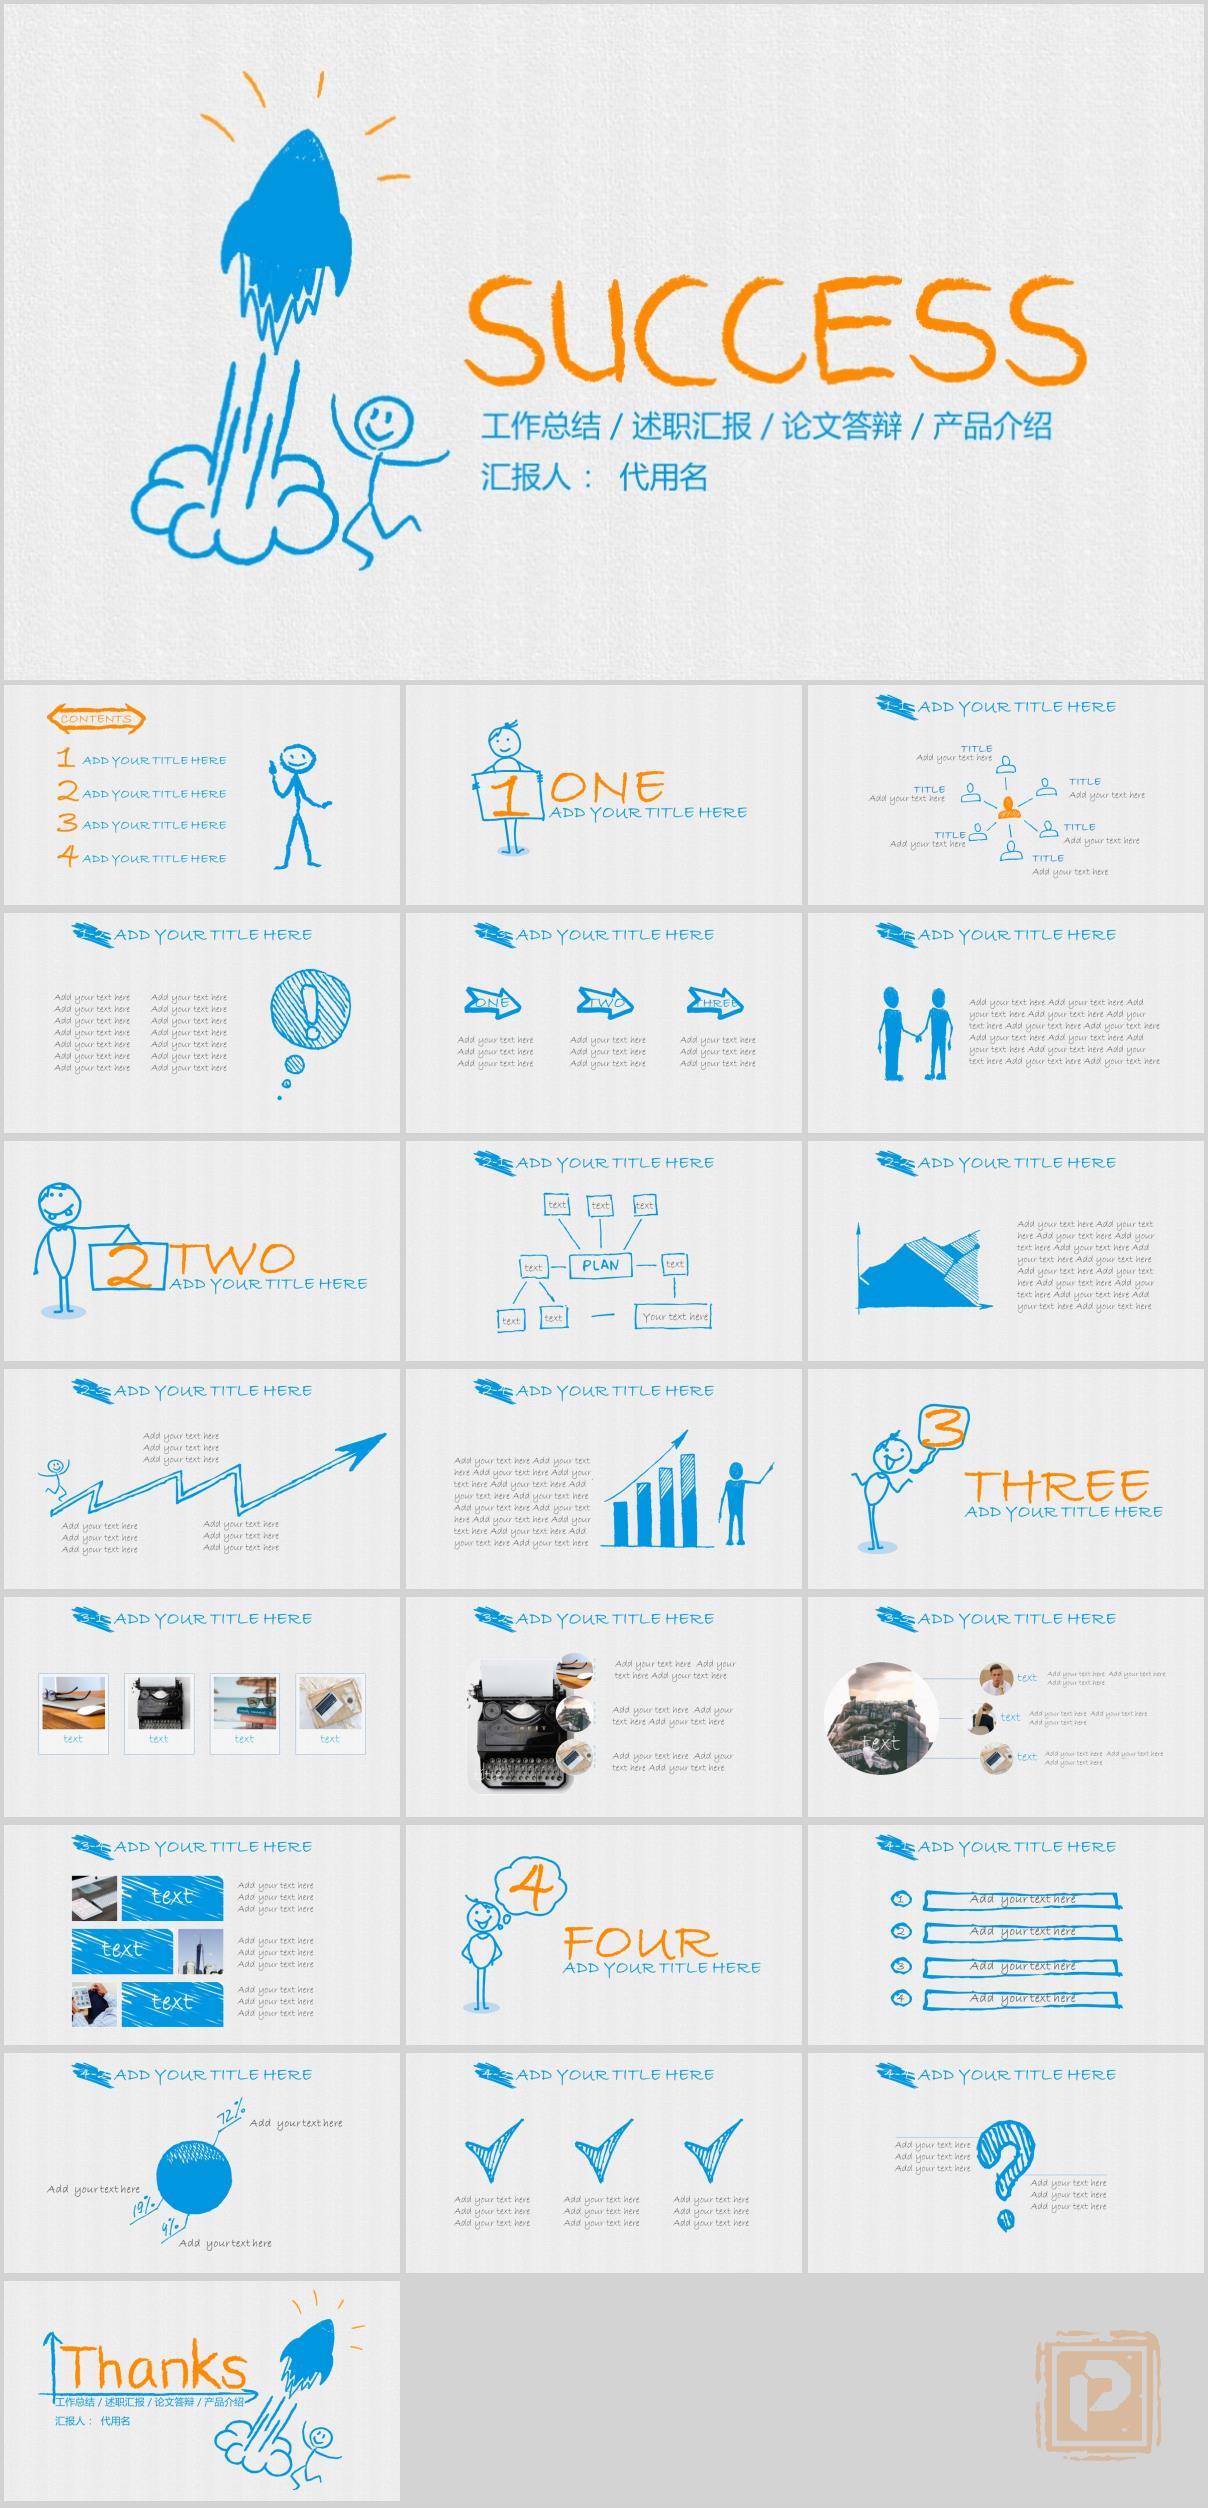 SUCCESS
工作总结 / 述职汇报 / 论文答辩 / 产品介绍
汇报人： 代用名
CONTENTS
1 ADD YOUR TITLE HERE
2 ADD YOUR TITLE HERE
3 ADD YOUR TITLE HERE
4 ADD YOUR TITLE HERE
1 ONE
ADD YOUR TITLE HERE
1-1 ADD YOUR TITLE HERE
TITLE
Add your text here
TITLE
Add your text here
TITLE
Add your text here
TITLE
Add your text here
TITLE
Add your text here
TITLE
Add your text here
1-2 ADD YOUR TITLE HERE
Add your text here Add your text here
Add your text here Add your text here
Add your text here Add your text here
Add your text here Add your text here
Add your text here Add your text here
Add your text here Add your text here
Add your text here Add your text here
!
1-3 ADD YOUR TITLE HERE
ONE TWO THREE
Add your text here Add your text here Add your text here
Add your text here Add your text here Add your text here
Add your text here Add your text here Add your text here
1-4 ADD YOUR TITLE HERE
Add your text here Add your text here Add
your text here Add your text here Add your
text here Add your text here Add your text here
Add your text here Add your text here Add
your text here Add your text here Add your
text here Add your text here Add your text here
2 TWO
ADD YOUR TITLE HERE
2-1 ADD YOUR TITLE HERE
text text text
text PLAN text
text text Your text here
2-2 ADD YOUR TITLE HERE
Add your text here Add your text
here Add your text here Add your
text here Add your text here Add
your text here Add your text here
Add your text here Add your text
here Add your text here Add your
text here Add your text here Add
your text here Add your text here
2-3 ADD YOUR TITLE HERE
Add your text here
Add your text here
Add your text here
Add your text here
Add your text here
Add your text here
Add your text here
Add your text here
Add your text here
2-4 ADD YOUR TITLE HERE
Add your text here Add your text
here Add your text here Add your
text here Add your text here Add
your text here Add your text here
Add your text here Add your text
here Add your text here Add your
text here Add your text here Add
your text here Add your text here
3
THREE
ADD YOUR TITLE HERE
3-1 ADD YOUR TITLE HERE
text text text text
3-2 ADD YOUR TITLE HERE
Add your text here Add your
text here Add your text here
Add your text here Add your
text here Add your text here
Add your text here Add your
text here Add your text here
3-3 ADD YOUR TITLE HERE
text
text Add your text here Add your text here
Add your text here
text Add your text here Add your text here
Add your text here
text Add your text here Add your text here
Add your text here
3-4 ADD YOUR TITLE HERE
text
Add your text here
Add your text here
Add your text here
text
Add your text here
Add your text here
Add your text here
text
Add your text here
Add your text here
Add your text here
4
FOUR
ADD YOUR TITLE HERE
4-1 ADD YOUR TITLE HERE
1 Add your text here
2 Add your text here
3 Add your text here
4 Add your text here
4-2 ADD YOUR TITLE HERE
72%
Add your text here
Add your text here
19%
4%
Add your text here
4-3 ADD YOUR TITLE HERE
Add your text here Add your text here Add your text here
Add your text here Add your text here Add your text here
Add your text here Add your text here Add your text here
4-4 ADD YOUR TITLE HERE
?
Add your text here
Add your text here
Add your text here
Add your text here
Add your text here
Add your text here
Thanks
工作总结 / 述职汇报 / 论文答辩 / 产品介绍
汇报人： 代用名
P